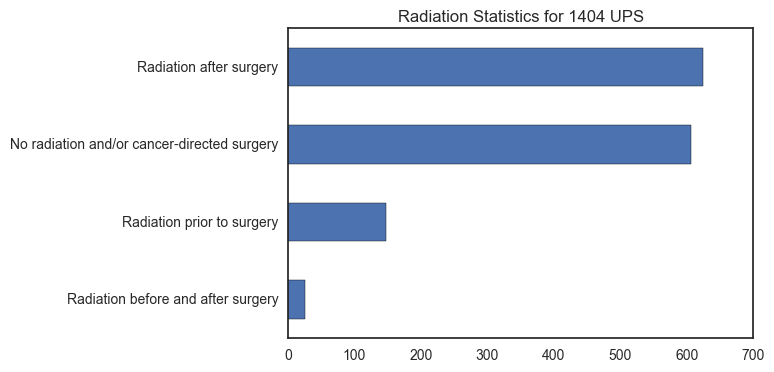 Radiation Statistics for 1404 UPS
Radiation after surgery
No radiation and/or cancer-directed surgery
Radiation prior to surgery
Radiation before and after surgery
0 100 200 300 400 500 600 700